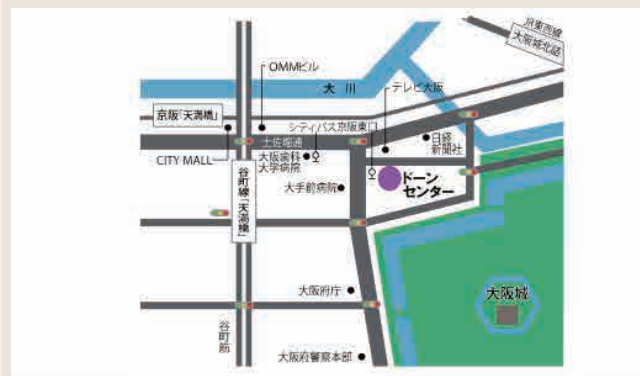 JR東西線
大阪城北詰
OMMビル
大川
テレビ大阪
京阪「天満橋」
シティバス京阪東口
土佐堀通
日経
新聞社
CITY MALL
大阪歯科
大学病院
谷町線「天満橋」
ドーン
センター
大手前病院
大阪府庁
大阪城
谷町筋
大阪府警察本部